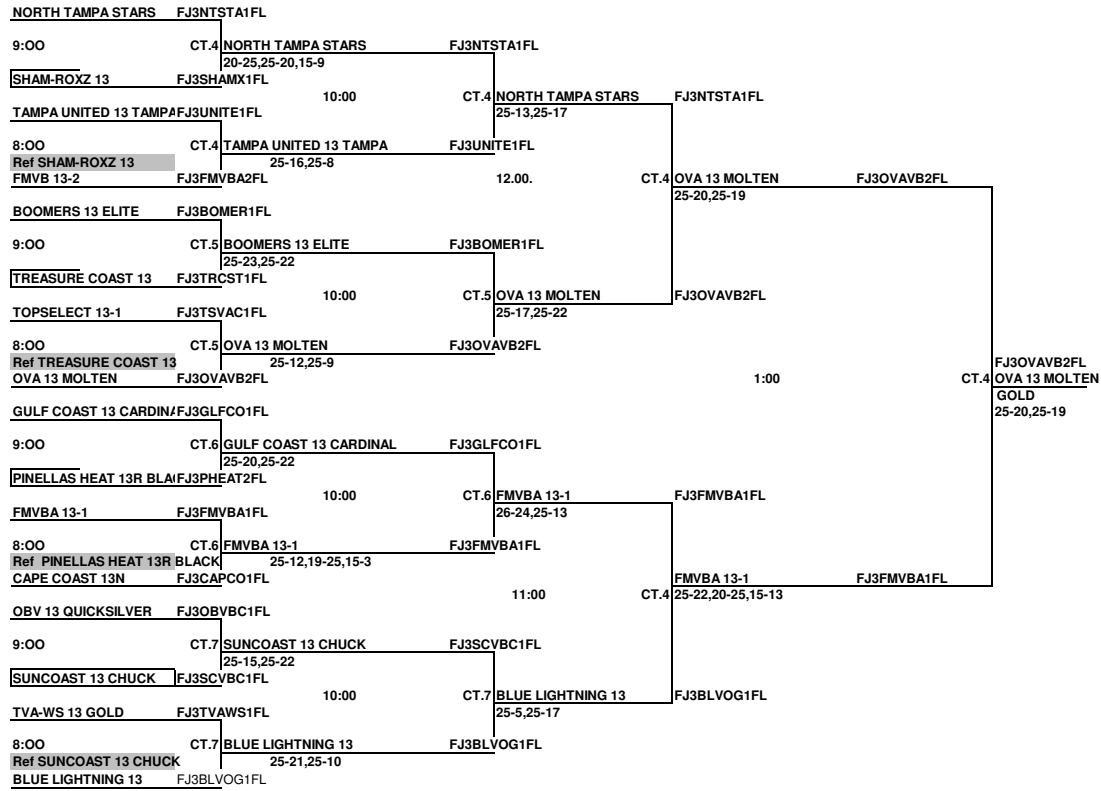 NORTH TAMPA STARS FJ3NTSTA1FL
9:OO CT.4 NORTH TAMPA STARS FJ3NTSTA1FL
20-25,25-20,15-9
SHAM-ROXZ 13 FJ3SHAMX1FL
10:00 CT.4 NORTH TAMPA STARS FJ3NTSTA1FL
TAMPA UNITED 13 TAMPA FJ3UNITE1FL 25-13,25-17
8:OO CT.4 TAMPA UNITED 13 TAMPA FJ3UNITE1FL
Ref SHAM-ROXZ 13 25-16,25-8
FMVB 13-2 FJ3FMVBA2FL 12.00. CT.4 OVA 13 MOLTEN FJ3OVAVB2FL
25-20,25-19
BOOMERS 13 ELITE FJ3BOMER1FL
9:OO CT.5 BOOMERS 13 ELITE FJ3BOMER1FL
25-23,25-22
TREASURE COAST 13 FJ3TRCST1FL
10:00 CT.5 OVA 13 MOLTEN FJ3OVAVB2FL
TOPSELECT 13-1 FJ3TSVAC1FL 25-17,25-22
8:OO CT.5 OVA 13 MOLTEN FJ3OVAVB2FL
Ref TREASURE COAST 13 25-12,25-9 FJ3OVAVB2FL
OVA 13 MOLTEN FJ3OVAVB2FL 1:00 CT.4 OVA 13 MOLTEN
GOLD
GULF COAST 13 CARDINA FJ3GLFCO1FL 25-20,25-19
9:OO CT.6 GULF COAST 13 CARDINAL FJ3GLFCO1FL
25-20,25-22
PINELLAS HEAT 13R BLA FJ3PHEAT2FL
10:00 CT.6 FMVBA 13-1 FJ3FMVBA1FL
FMVBA 13-1 FJ3FMVBA1FL 26-24,25-13
8:OO CT.6 FMVBA 13-1 FJ3FMVBA1FL
Ref PINELLAS HEAT 13R BLACK 25-12,19-25,15-3
CAPE COAST 13N FJ3CAPCO1FL FMVBA 13-1 FJ3FMVBA1FL
11:00 CT.4 25-22,20-25,15-13
OBV 13 QUICKSILVER FJ3OBVBC1FL
9:OO CT.7 SUNCOAST 13 CHUCK FJ3SCVBC1FL
25-15,25-22
SUNCOAST 13 CHUCK FJ3SCVBC1FL
10:00 CT.7 BLUE LIGHTNING 13 FJ3BLVOG1FL
TVA-WS 13 GOLD FJ3TVAWS1FL 25-5,25-17
8:OO CT.7 BLUE LIGHTNING 13 FJ3BLVOG1FL
Ref SUNCOAST 13 CHUCK 25-21,25-10
BLUE LIGHTNING 13 FJ3BLVOG1FL